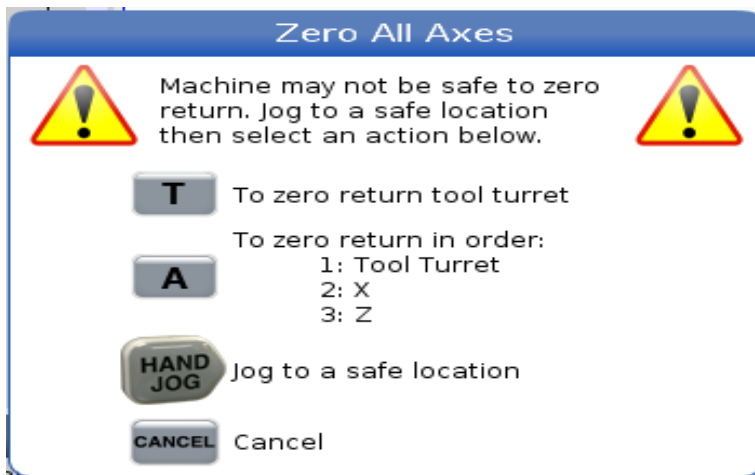 Zero All Axes
Machine may not be safe to zero
return. Jog to a safe location
then select an action below.
T To zero return tool turret
To zero return in order:
A 1: Tool Turret
2: X
3: Z
HAND
JOG Jog to a safe location
CANCEL Cancel